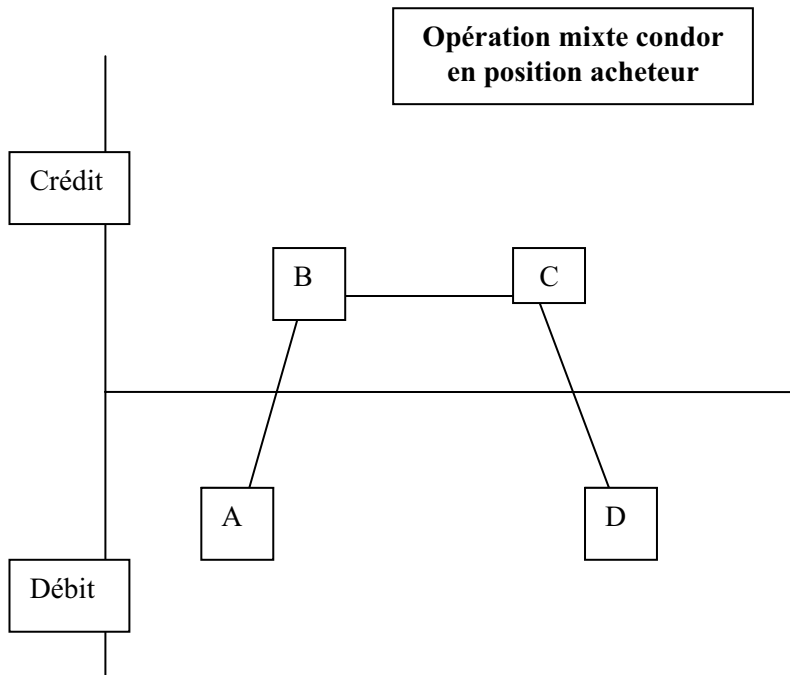 Opération mixte condor
en position acheteur
Crédit
B
C
A
D
Débit